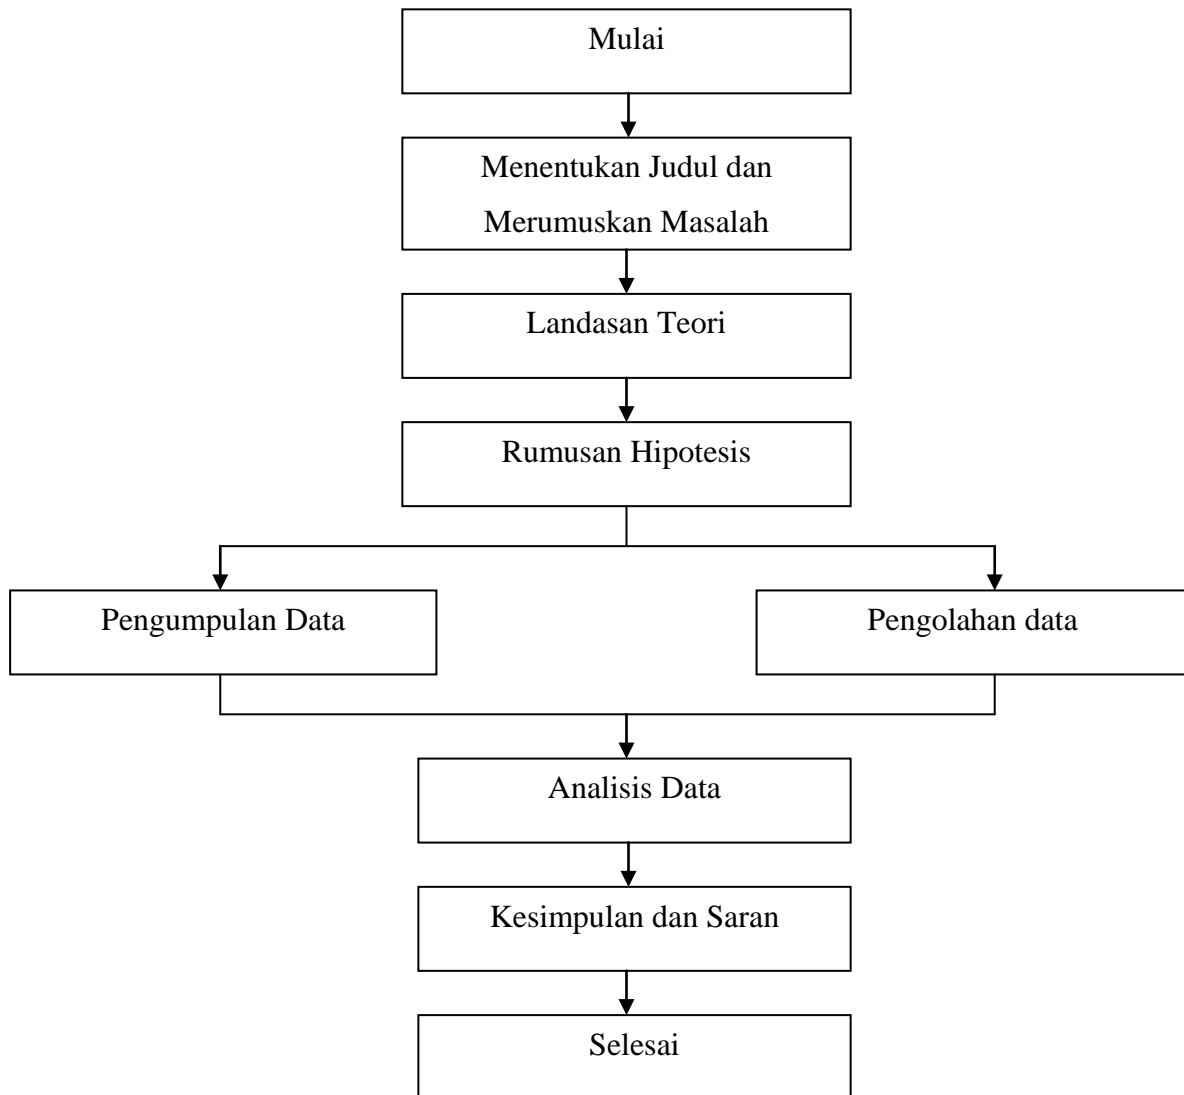 Mulai
Menentukan Judul dan
Merumuskan Masalah
Landasan Teori
Rumusan Hipotesis
Pengumpulan Data
Pengolahan data
Analisis Data
Kesimpulan dan Saran
Selesai